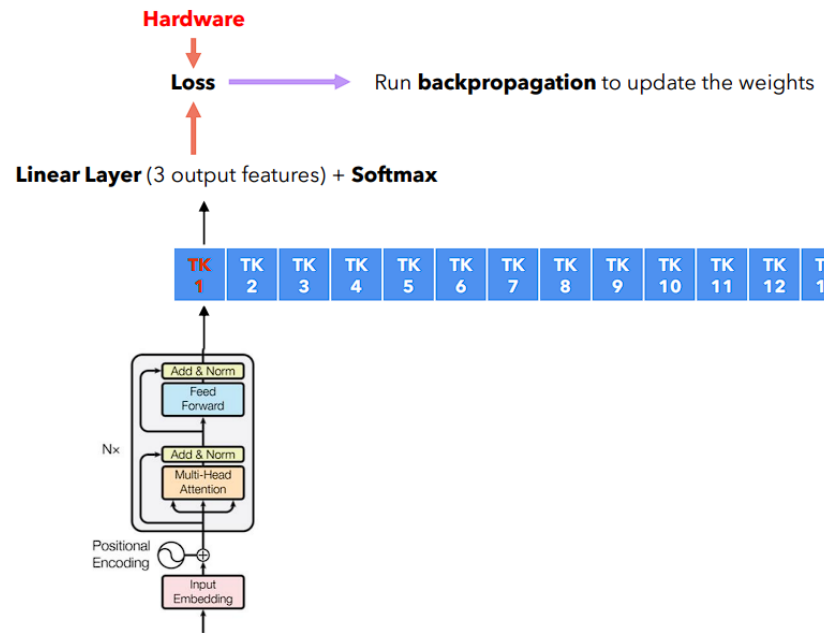 Hardware
Loss
Run backpropagation to update the weights
Linear Layer (3 output features) + Softmax
TK 1
TK 2
TK 3
TK 4
TK 5
TK 6
TK 7
TK 8
TK 9
TK 10
TK 11
TK 12
Add & Norm
Feed
Forward
Nx
Add & Norm
Multi-Head
Attention
Positional
Encoding
Input
Embedding